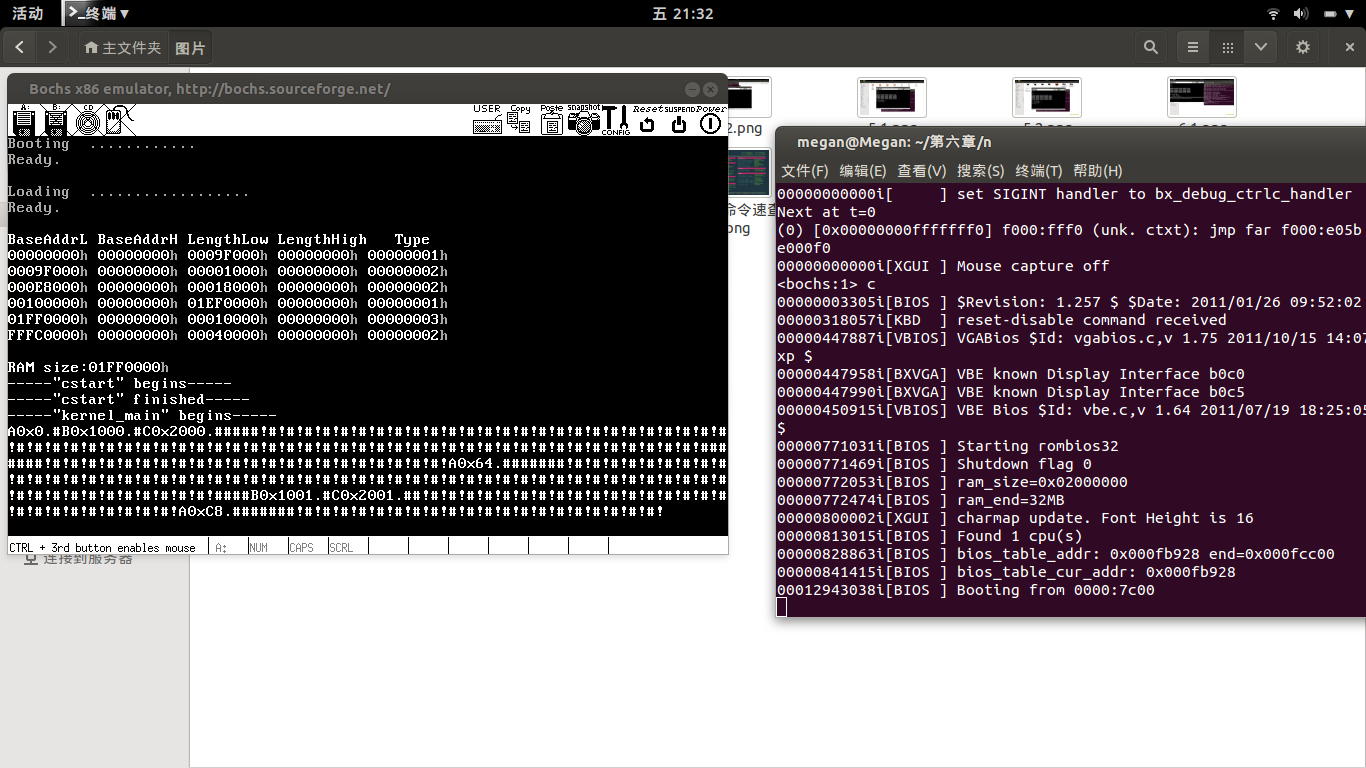 活动
终端
五 21:32
主文件夹
图片
Bochs x86 emulator, http://bochs.sourceforge.net/
A:
B:
CD
USER
Copy
Paste
snapshot
CONFIG
Reset
SUSPEND
Power
Booting  ............
Ready.
Loading  ..................
Ready.
BaseAddrL BaseAddrH LengthLow LengthHigh   Type
00000000h 00000000h 0009F000h 00000000h 00000001h
0009F000h 00000000h 00001000h 00000000h 00000002h
000E8000h 00000000h 00018000h 00000000h 00000002h
00100000h 00000000h 01EF0000h 00000000h 00000001h
01FF0000h 00000000h 00010000h 00000000h 00000003h
FFFC0000h 00000000h 00040000h 00000000h 00000002h
RAM size:01FF0000h
-----"cstart" begins-----
-----"cstart" finished-----
-----"kernel_main" begins-----
A0x0.#B0x1000.#C0x2000.#####!#!#!#!#!#!#!#!#!#!#!#!#!#!#!#!#!#!#!#!#!#!#!#!#!#!#
!#!#!#!#!#!#!#!#!#!#!#!#!#!#!#!#!#!#!#!#!#!#!#!#!#!#!#!#!#!#!#!#!#!#!#!#!#!#!###
####!#!#!#!#!#!#!#!#!#!#!#!#!#!#!#!#!#!#!#!#!#!#!A0x64.#######!#!#!#!#!#!#!#!#!#
!#!#!#!#!#!#!#!#!#!#!#!#!#!#!#!#!#!#!#!#!#!#!#!#!#!#!#!#!#!#!#!#!#!#!#!#!#!#!#!#
!#!#!#!#!#!#!#!#!#!#!#!####B0x1001.#C0x2001.##!#!#!#!#!#!#!#!#!#!#!#!#!#!#!#!#!#
!#!#!#!#!#!#!#!#!#!A0xC8.#######!#!#!#!#!#!#!#!#!#!#!#!#!#!#!#!#!#!#!#!#!
CTRL + 3rd button enables mouse
A:
NUM
CAPS
SCRL
连接到服务器
2.png
命令速查
png
megan@Megan: ~/第六章/n
文件(F) 编辑(E) 查看(V) 搜索(S) 终端(T) 帮助(H)
00000000000i[     ] set SIGINT handler to bx_debug_ctrlc_handler
Next at t=0
(0) [0x00000000fffffff0] f000:fff0 (unk. ctxt): jmp far f000:e05b
e000f0
00000000000i[XGUI ] Mouse capture off
<bochs:1> c
00000003305i[BIOS ] $Revision: 1.257 $ $Date: 2011/01/26 09:52:02
00000318057i[KBD  ] reset-disable command received
00000447887i[VBIOS] VGABios $Id: vgabios.c,v 1.75 2011/10/15 14:07
xp $
00000447958i[BXVGA] VBE known Display Interface b0c0
00000447990i[BXVGA] VBE known Display Interface b0c5
00000450915i[VBIOS] VBE Bios $Id: vbe.c,v 1.64 2011/07/19 18:25:05
$
00000771031i[BIOS ] Starting rombios32
00000771469i[BIOS ] Shutdown flag 0
00000772053i[BIOS ] ram_size=0x02000000
00000772474i[BIOS ] ram_end=32MB
00000800002i[XGUI ] charmap update. Font Height is 16
00000813015i[BIOS ] Found 1 cpu(s)
00000828863i[BIOS ] bios_table_addr: 0x000fb928 end=0x000fcc00
00000841415i[BIOS ] bios_table_cur_addr: 0x000fb928
00012943038i[BIOS ] Booting from 0000:7c00